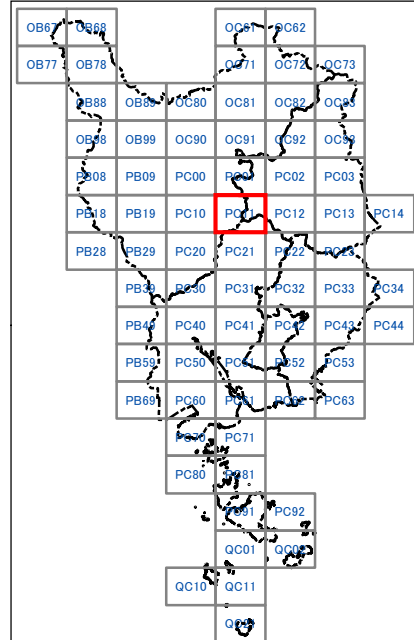 OB67 OB68 OC61 OC62
OB77 OB78 OC71 OC72 OC73
OB88 OB89 OC80 OC81 OC82 OC83
OB98 OB99 OC90 OC91 OC92 OC93
PB08 PB09 PC00 PC01 PC02 PC03
PB18 PB19 PC10 PC11 PC12 PC13 PC14
PB28 PB29 PC20 PC21 PC22 PC23
PB39 PC30 PC31 PC32 PC33 PC34
PB49 PC40 PC41 PC42 PC43 PC44
PB59 PC50 PC51 PC52 PC53
PB69 PC60 PC61 PC62 PC63
PC70 PC71
PC80 PC81
PC91 PC92
QC01 QC02
QC10 QC11
QC21